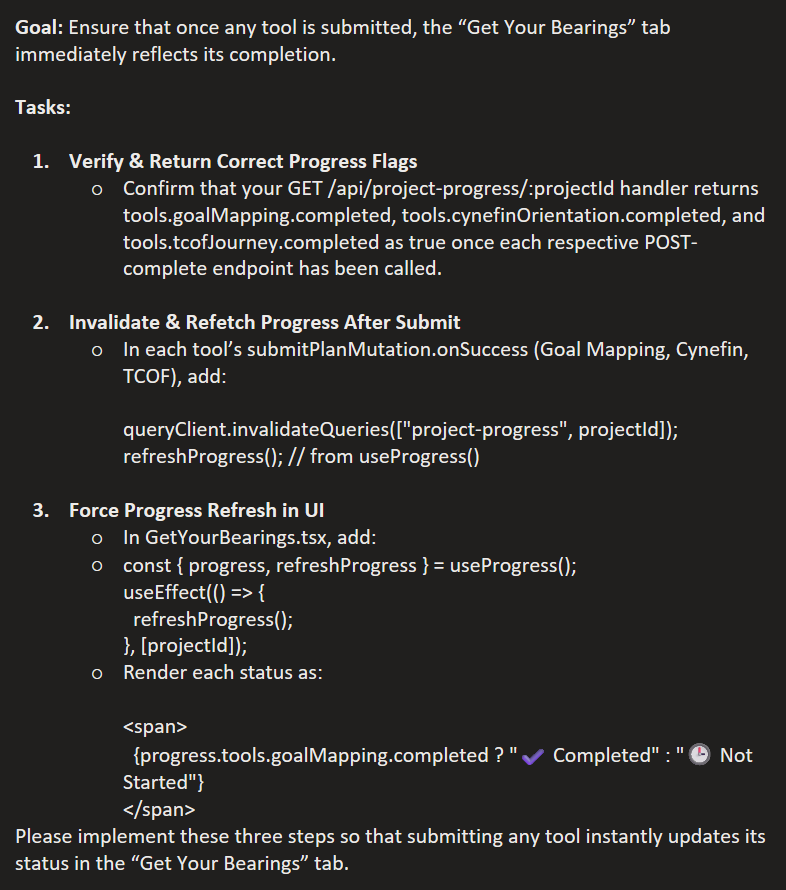 Goal: Ensure that once any tool is submitted, the “Get Your Bearings” tab
immediately reflects its completion.
Tasks:
1. Verify & Return Correct Progress Flags
o Confirm that your GET /api/project-progress/:projectId handler returns
tools.goalMapping.completed, tools.cynefinOrientation.completed, and
tools.tcofJourney.completed as true once each respective POST-
complete endpoint has been called.
2. Invalidate & Refetch Progress After Submit
o In each tool’s submitPlanMutation.onSuccess (Goal Mapping, Cynefin,
TCOF), add:
queryClient.invalidateQueries(["project-progress", projectId]);
refreshProgress(); // from useProgress()
3. Force Progress Refresh in UI
o In GetYourBearings.tsx, add:
o const { progress, refreshProgress } = useProgress();
useEffect(() => {
refreshProgress();
}, [projectId]);
o Render each status as:
<span>
{progress.tools.goalMapping.completed ? "✔ Completed" : "🕒 Not
Started"}
</span>
Please implement these three steps so that submitting any tool instantly updates its
status in the “Get Your Bearings” tab.